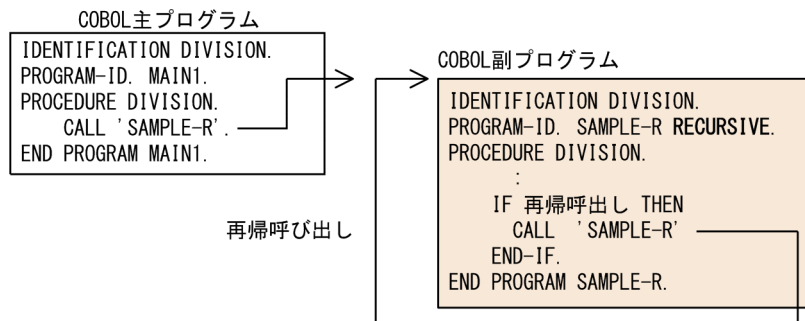 COBOL主プログラム
IDENTIFICATION DIVISION.
PROGRAM-ID. MAIN1.
PROCEDURE DIVISION.
CALL 'SAMPLE-R'.
END PROGRAM MAIN1.
再帰呼び出し
COBOL副プログラム
IDENTIFICATION DIVISION.
PROGRAM-ID. SAMPLE-R RECURSIVE.
PROCEDURE DIVISION.
:
IF 再帰呼出し THEN
CALL 'SAMPLE-R'
END-IF.
END PROGRAM SAMPLE-R.